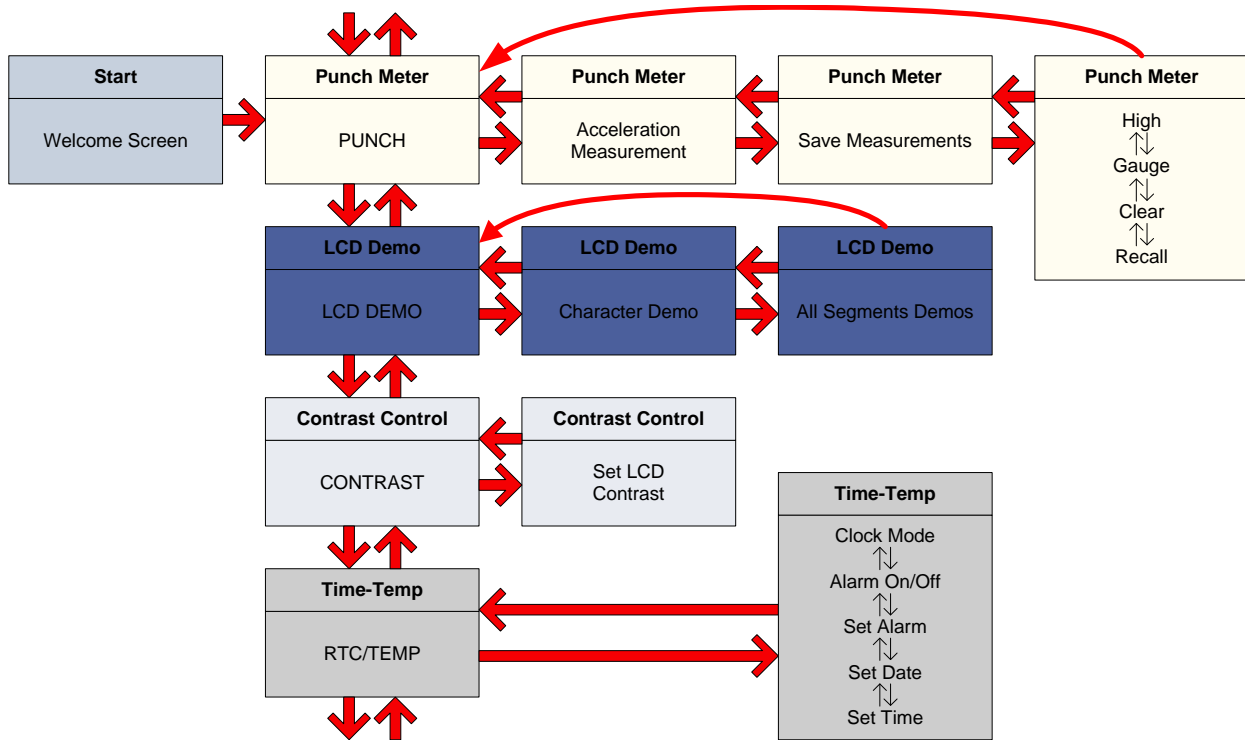 Start
Welcome Screen
Punch Meter
PUNCH
Punch Meter
Acceleration
Measurement
Punch Meter
Save Measurements
Punch Meter
High
Gauge
Clear
Recall
LCD Demo
LCD DEMO
LCD Demo
Character Demo
LCD Demo
All Segments Demos
Contrast Control
CONTRAST
Contrast Control
Set LCD
Contrast
Time-Temp
RTC/TEMP
Time-Temp
Clock Mode
Alarm On/Off
Set Alarm
Set Date
Set Time